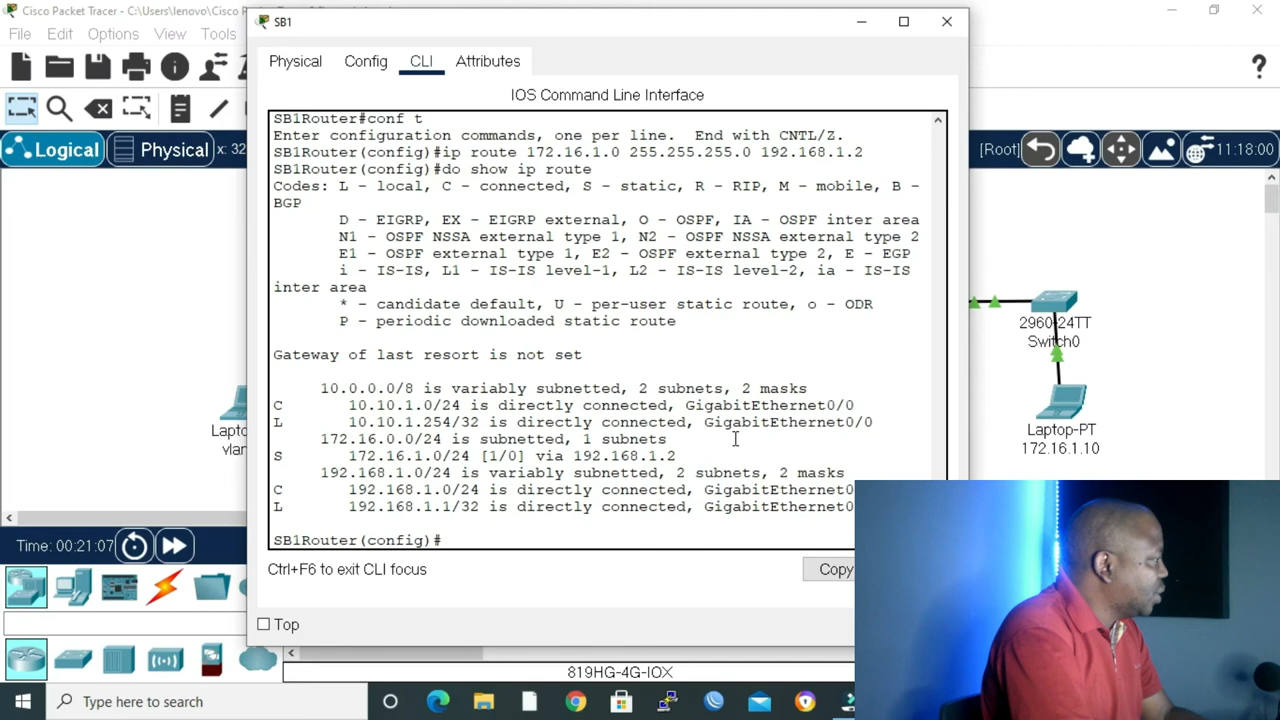 Cisco Packet Tracer - C:\Users\lenovo\Cisco
File Edit Options View Tools
Logical
Physical
x: 32
SB1
Physical Config CLI Attributes
IOS Command Line Interface
SB1Router#conf t
Enter configuration commands, one per line. End with CNTL/Z.
SB1Router(config)#ip route 172.16.1.0 255.255.255.0 192.168.1.2
SB1Router(config)#do show ip route
Codes: L - local, C - connected, S - static, R - RIP, M - mobile, B -
BGP
D - EIGRP, EX - EIGRP external, O - OSPF, IA - OSPF inter area
N1 - OSPF NSSA external type 1, N2 - OSPF NSSA external type 2
E1 - OSPF external type 1, E2 - OSPF external type 2, E - EGP
i - IS-IS, L1 - IS-IS level-1, L2 - IS-IS level-2, ia - IS-IS
inter area
* - candidate default, U - per-user static route, o - ODR
P - periodic downloaded static route
Gateway of last resort is not set
10.0.0.0/8 is variably subnetted, 2 subnets, 2 masks
C 10.10.1.0/24 is directly connected, GigabitEthernet0/0
L 10.10.1.254/32 is directly connected, GigabitEthernet0/0
172.16.0.0/24 is subnetted, 1 subnets
S 172.16.1.0/24 [1/0] via 192.168.1.2
192.168.1.0/24 is variably subnetted, 2 subnets, 2 masks
C 192.168.1.0/24 is directly connected, GigabitEthernet0
L 192.168.1.1/32 is directly connected, GigabitEthernet0
SB1Router(config)#
Ctrl+F6 to exit CLI focus
Copy
Top
[Root]
11:18:00
2960-24TT
Switch0
Laptop-PT
172.16.1.10
Lapto
vlan
Time: 00:21:07
819HG-4G-IOX
Type here to search